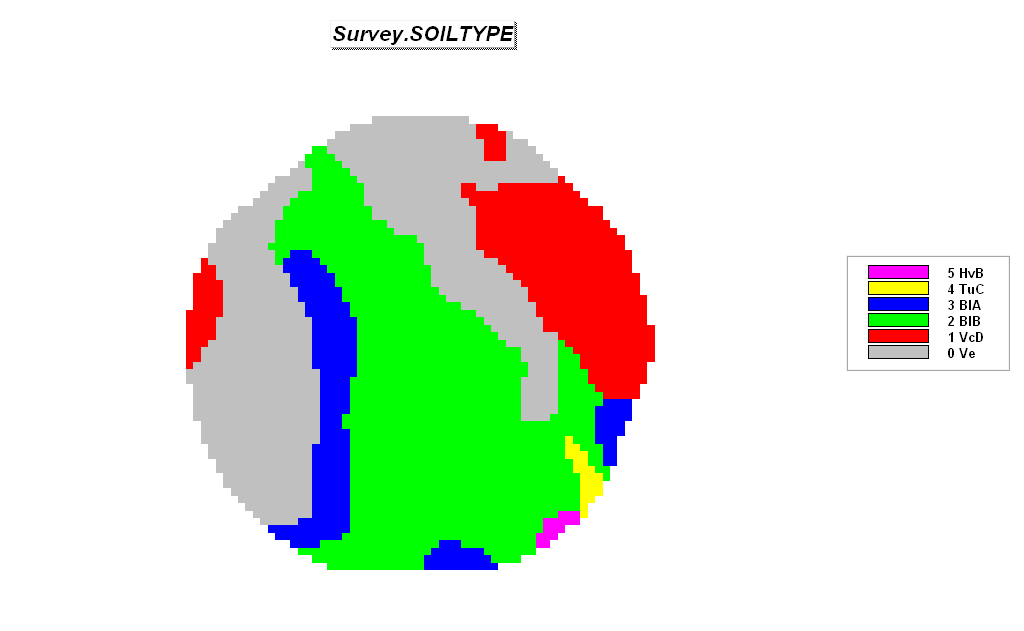 Survey.SOILTYPE
5 HvB
4 TuC
3 BIA
2 BIB
1 VcD
0 Ve